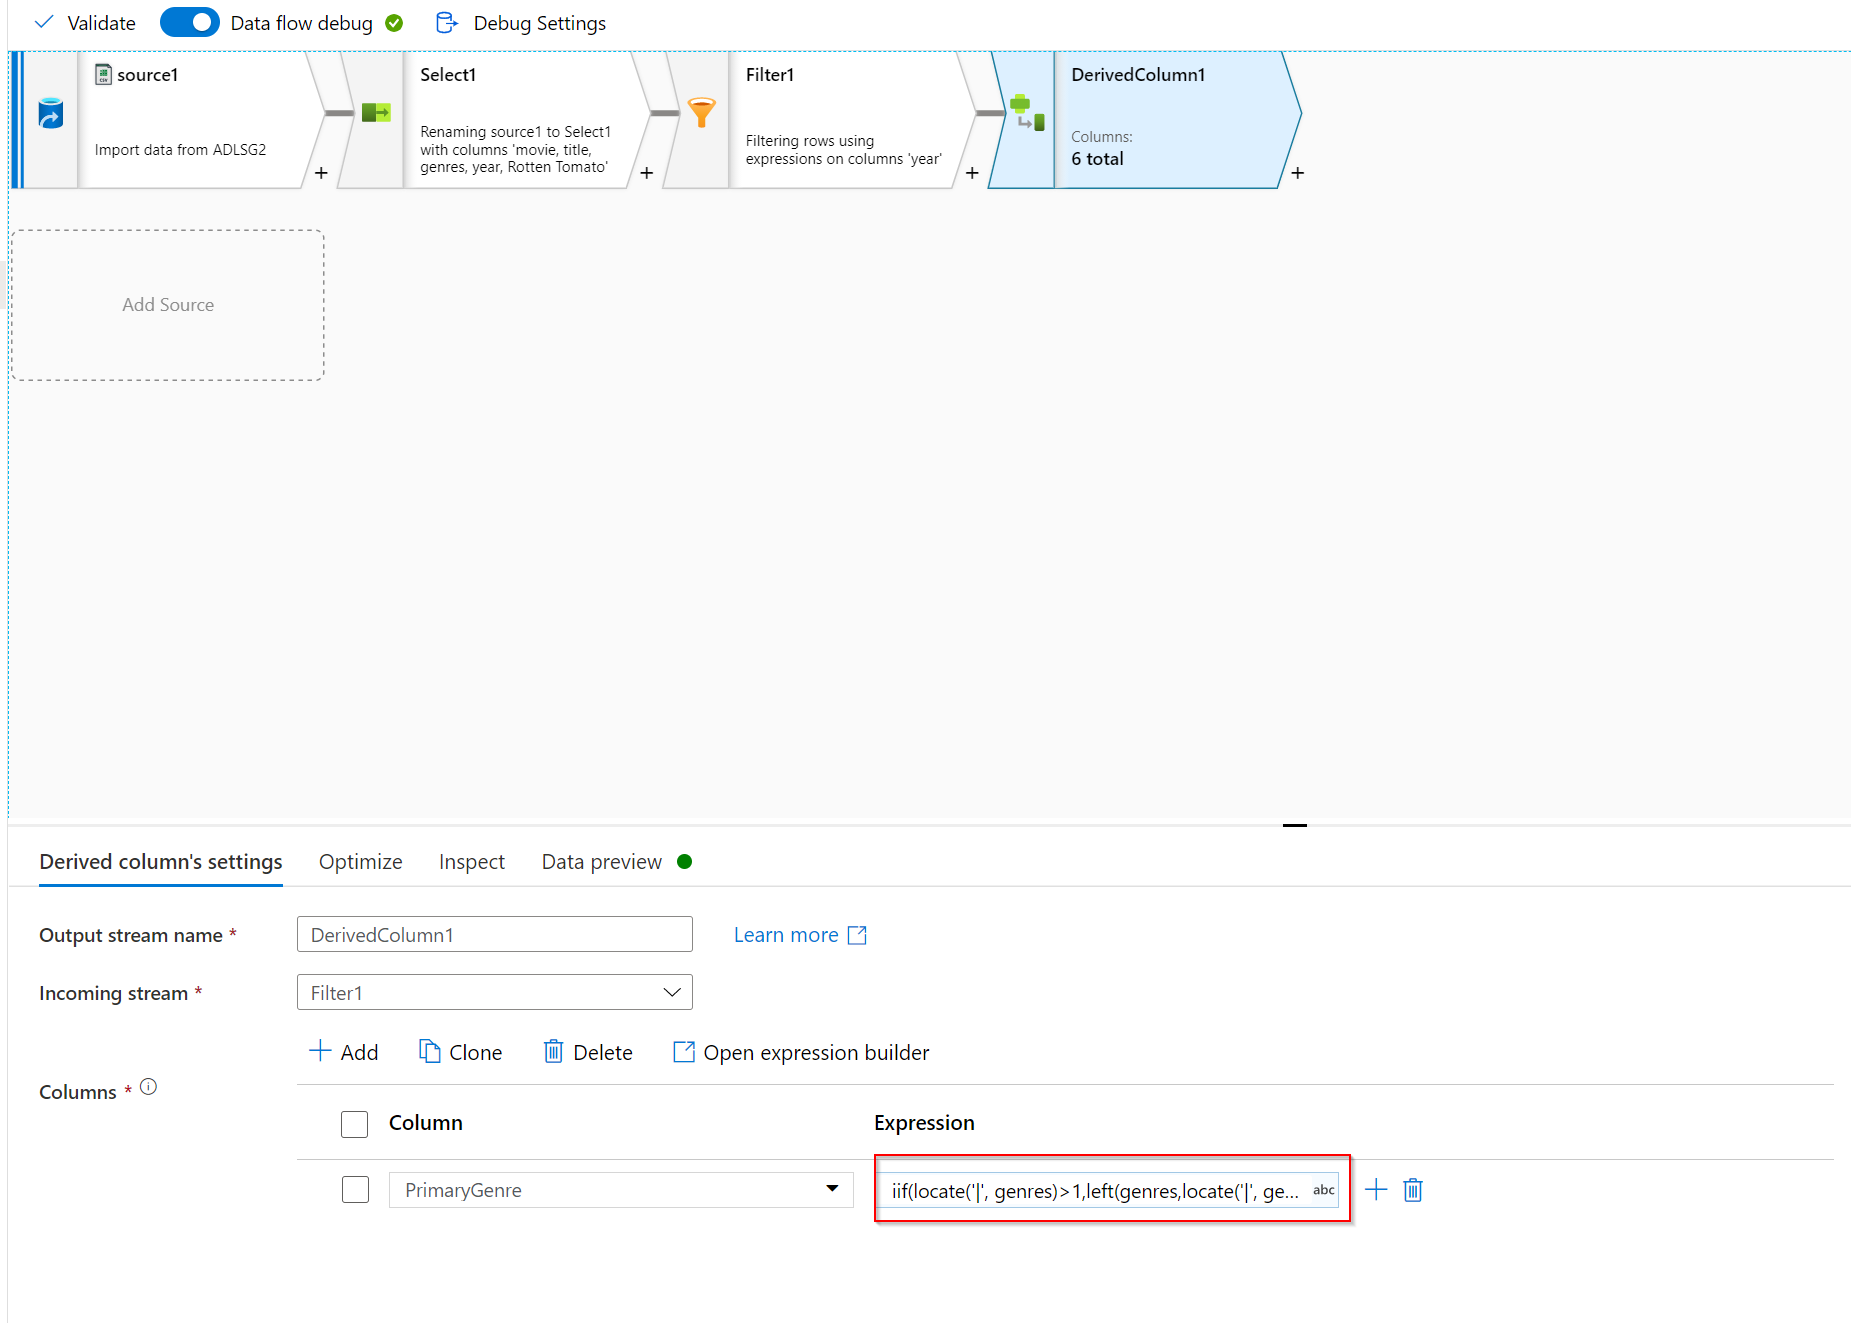 Validate
Data flow debug
Debug Settings
source1
Import data from ADLSG2
+
Select1
Renaming source1 to Select1
with columns 'movie, title,
genres, year, Rotten Tomato'
+
Filter1
Filtering rows using
expressions on columns 'year'
+
DerivedColumn1
Columns:
6 total
+
Add Source
Derived column's settings
Optimize
Inspect
Data preview
Output stream name *
DerivedColumn1
Learn more
Incoming stream *
Filter1
Add
Clone
Delete
Open expression builder
Columns *
Column
Expression
PrimaryGenre
iif(locate('|', genres)>1,left(genres,locate('|', ge...
abc